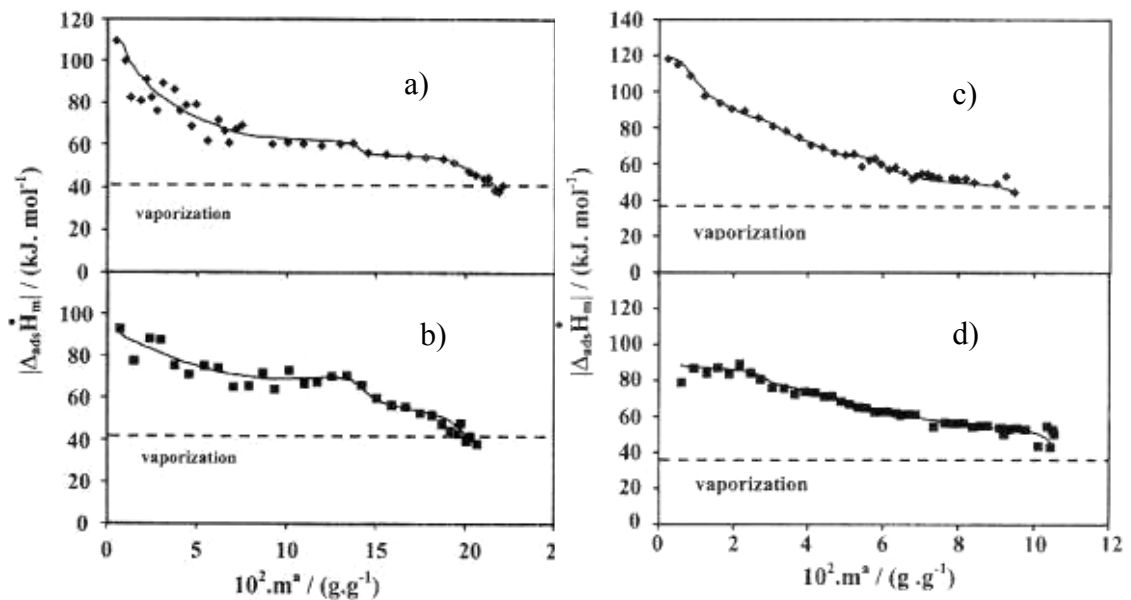 120
100
80
60
40
20
0
a)
vaporization
100
80
60
40
20
0
b)
vaporization
0 5 10 15 20 2
10².mᵃ / (g.g⁻¹)
|Δ_ads H_m| / (kJ. mol⁻¹)
140
120
100
80
60
40
20
0
c)
vaporization
120
100
80
60
40
20
0
d)
vaporization
0 2 4 6 8 10 12
10².mᵃ / (g .g⁻¹)
|Δ_ads H_m| / (kJ. mol⁻¹)